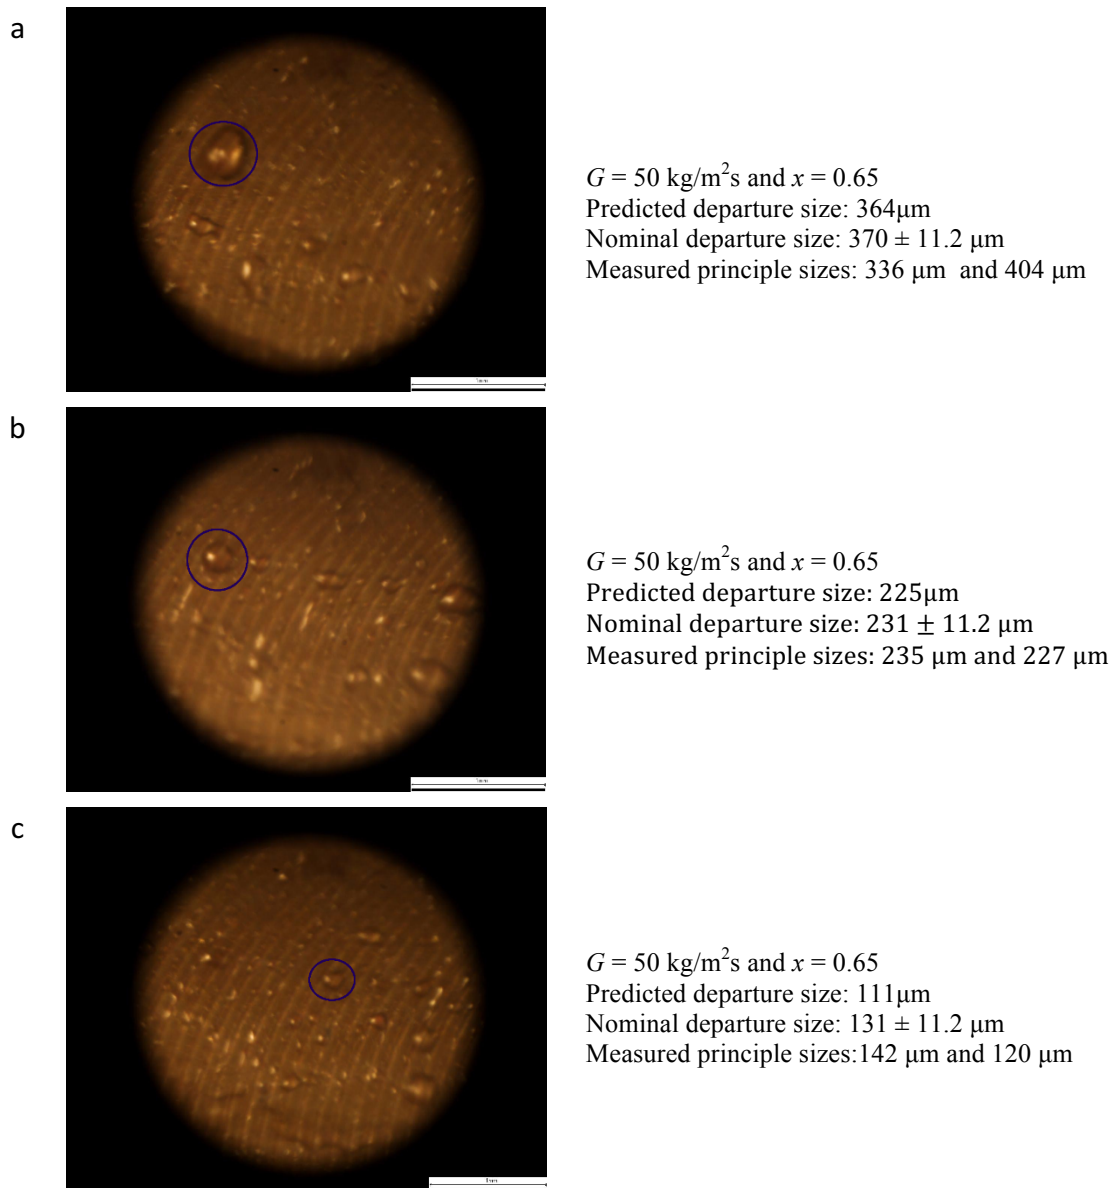 a
G = 50 kg/m²s and x = 0.65
Predicted departure size: 364μm
Nominal departure size: 370 ± 11.2 μm
Measured principle sizes: 336 μm and 404 μm
b
G = 50 kg/m²s and x = 0.65
Predicted departure size: 225μm
Nominal departure size: 231 ± 11.2 μm
Measured principle sizes: 235 μm and 227 μm
c
G = 50 kg/m²s and x = 0.65
Predicted departure size: 111μm
Nominal departure size: 131 ± 11.2 μm
Measured principle sizes:142 μm and 120 μm